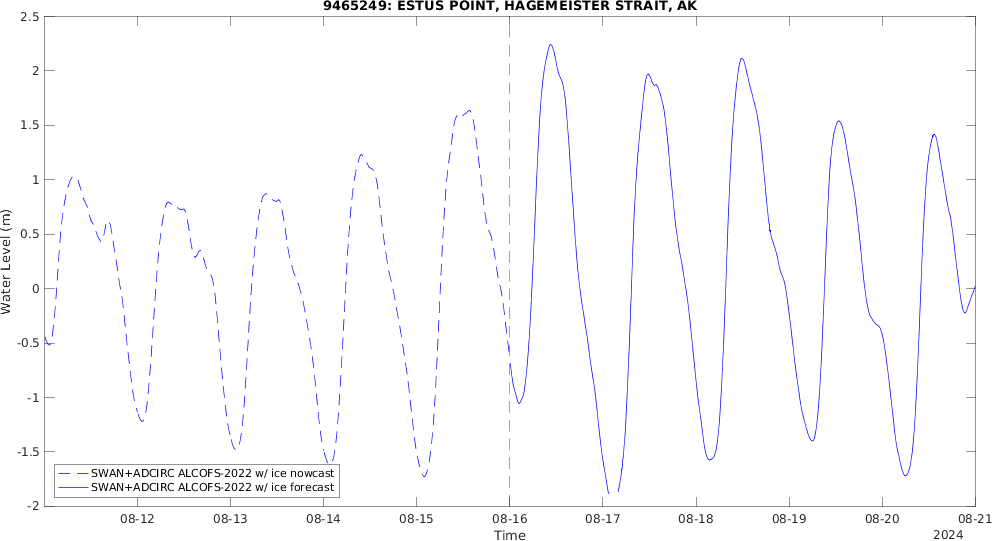 9465249: ESTUS POINT, HAGEMEISTER STRAIT, AK
2.5
2
1.5
1
0.5
0
-0.5
-1
-1.5
-2
Water Level (m)
SWAN+ADCIRC ALCOFS-2022 w/ ice nowcast
SWAN+ADCIRC ALCOFS-2022 w/ ice forecast
08-12 08-13 08-14 08-15 08-16 08-17 08-18 08-19 08-20 08-21
Time
2024